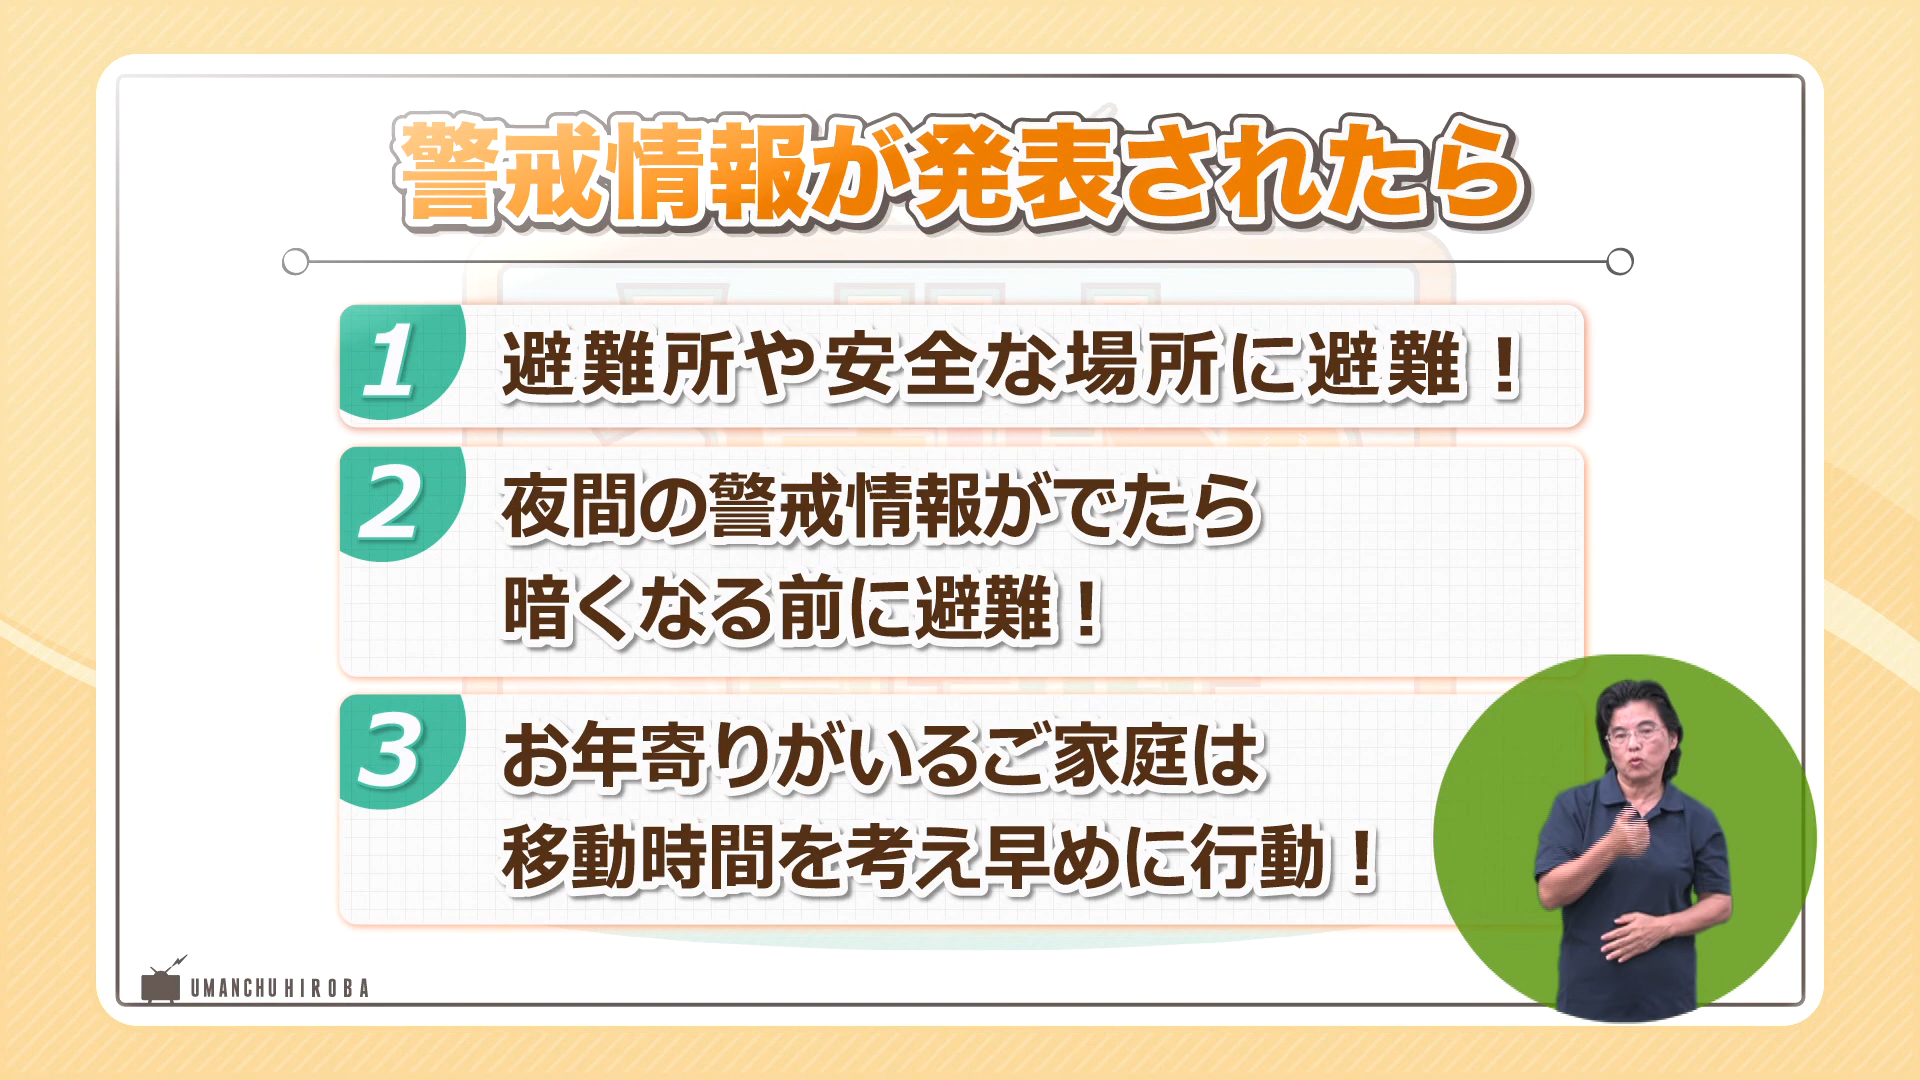 警戒情報が発表されたら
1
避難所や安全な場所に避難！
2
夜間の警戒情報がでたら
暗くなる前に避難！
3
お年寄りがいるご家庭は
移動時間を考え早めに行動！
UMANCHU HIROBA